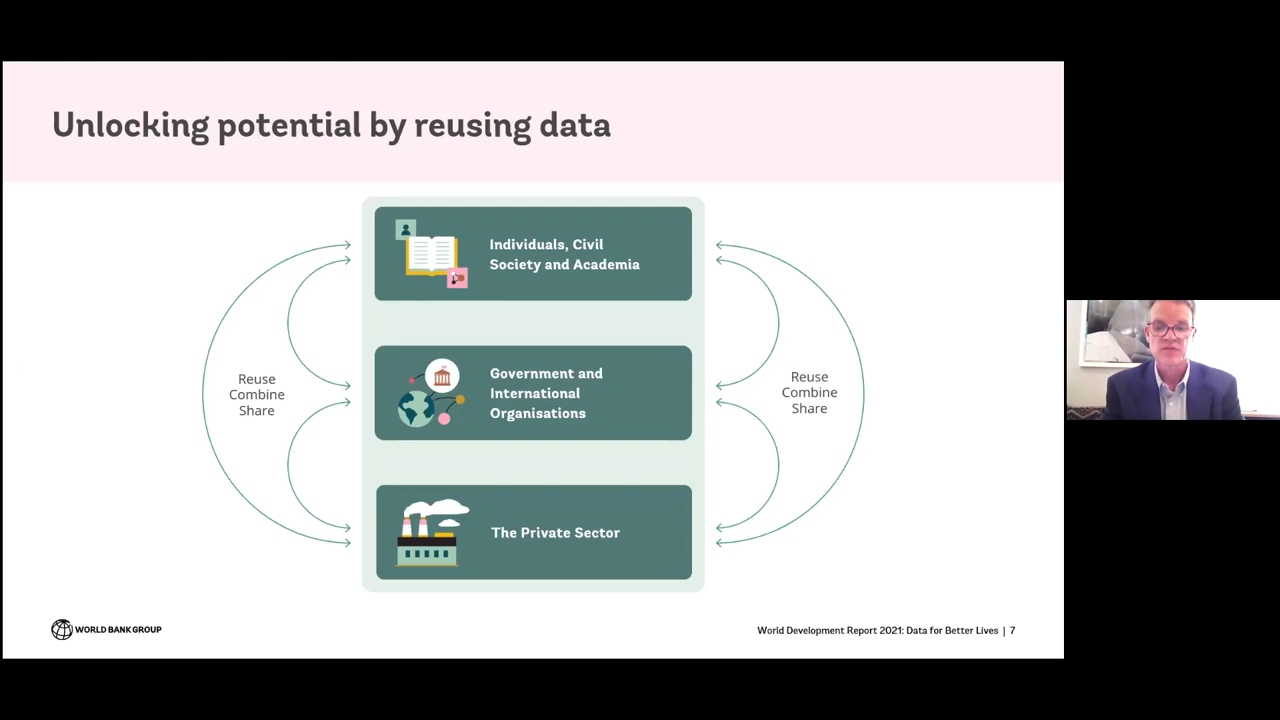 Unlocking potential by reusing data
Individuals, Civil
Society and Academia
Reuse
Combine
Share
Government and
International
Organisations
Reuse
Combine
Share
The Private Sector
WORLD BANK GROUP
World Development Report 2021: Data for Better Lives | 7